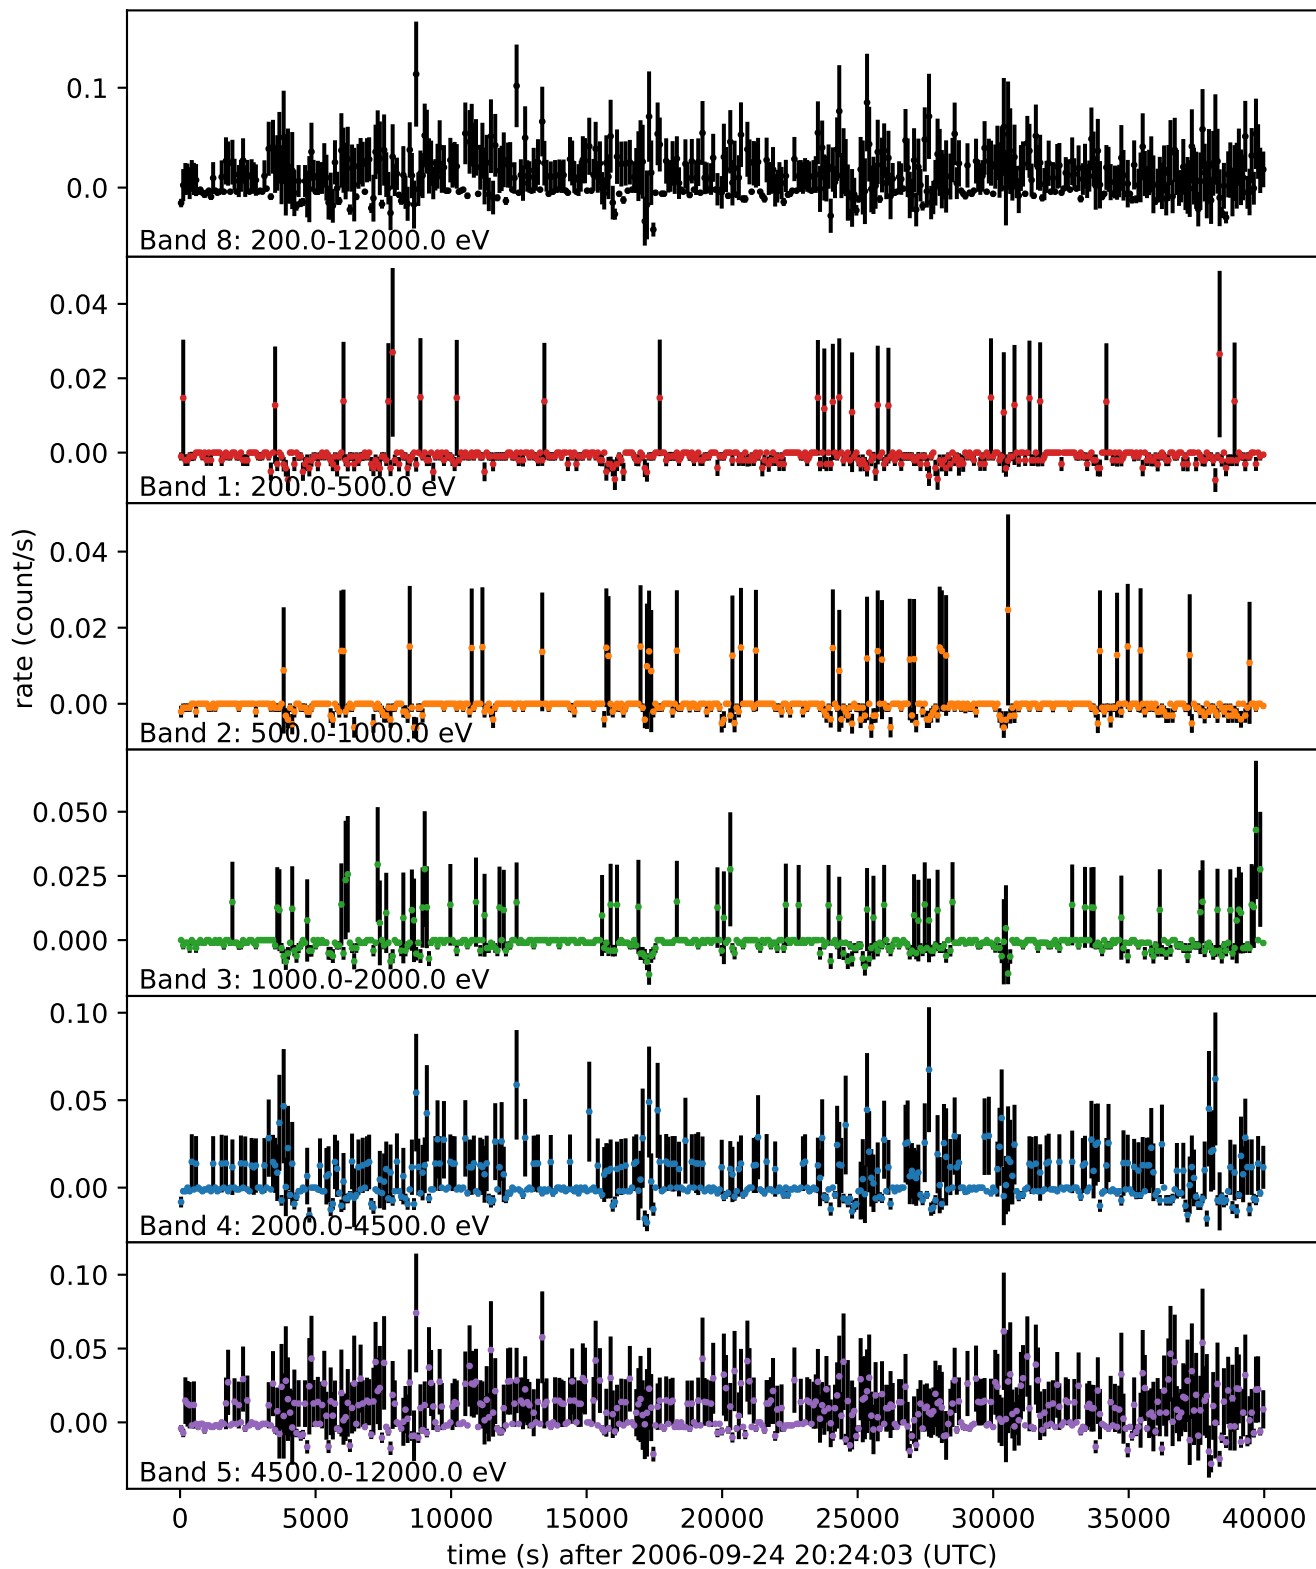 0.1
0.0
Band 8: 200.0-12000.0 eV
0.04
0.02
0.00
Band 1: 200.0-500.0 eV
0.04
0.02
0.00
Band 2: 500.0-1000.0 eV
rate (count/s)
0.050
0.025
0.000
Band 3: 1000.0-2000.0 eV
0.10
0.05
0.00
Band 4: 2000.0-4500.0 eV
0.10
0.05
0.00
Band 5: 4500.0-12000.0 eV
0 5000 10000 15000 20000 25000 30000 35000 40000
time (s) after 2006-09-24 20:24:03 (UTC)